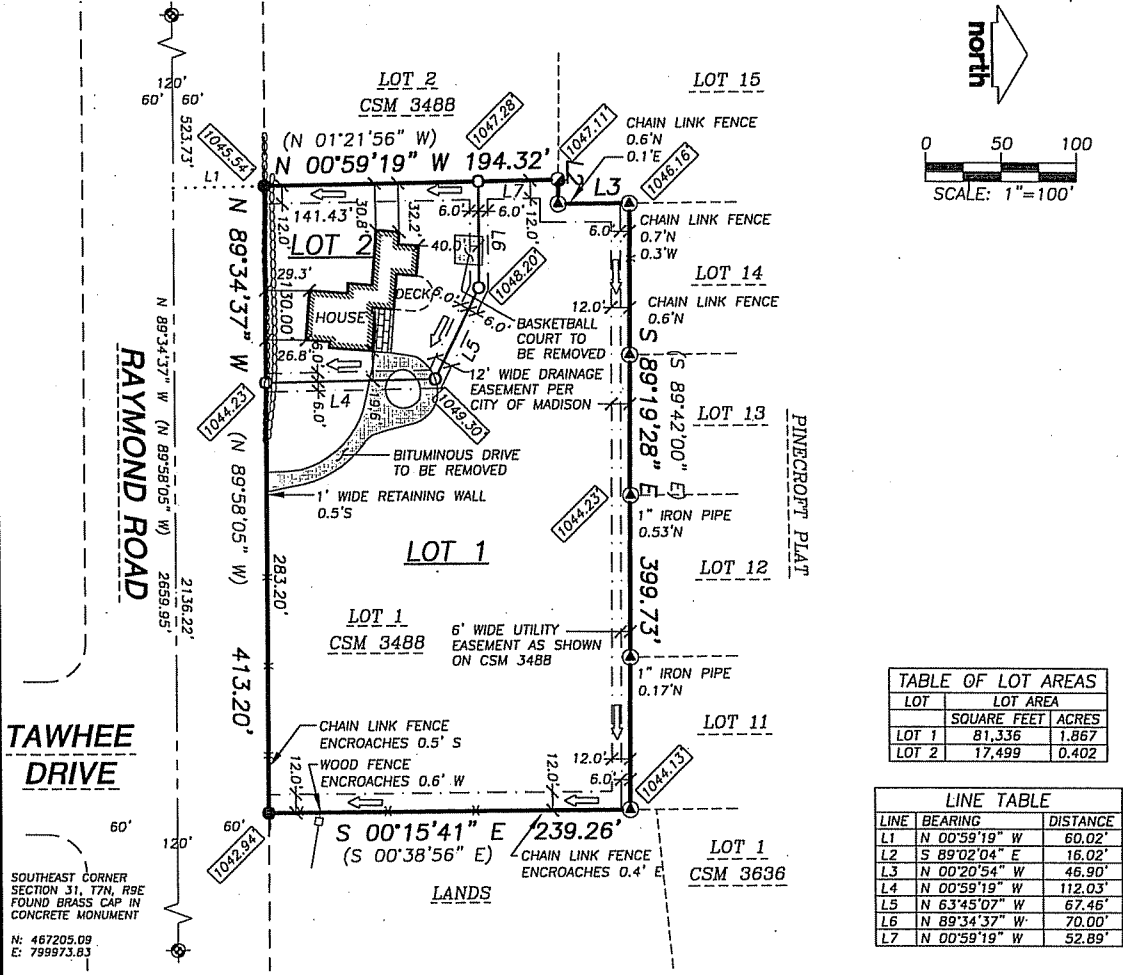 north
0 50 100
SCALE: 1"=100'
LOT 2
CSM 3488
LOT 15
120'
60' 60'
523.73'
L1
1045.54
(N 01°21'56" W)
N 00°59'19" W 194.32'
1047.28'
1047.11'
L2
L3
CHAIN LINK FENCE
0.6'N
0.1'E
1046.16'
141.43'
12.0'
30.8'
32.2'
L7
6.0'
6.0'
12.0'
6.0'
CHAIN LINK FENCE
0.7'N
0.3'W
LOT 2
40.0'
L6
1048.20'
LOT 14
29.3'
130.00'
HOUSE
DECK
6.0'
6.0'
12.0'
CHAIN LINK FENCE
0.6'N
BASKETBALL
COURT TO
BE REMOVED
26.8'
6.0'
L5
12' WIDE DRAINAGE
EASEMENT PER
CITY OF MADISON
L4
6.0'
19.6'
1049.30'
1044.23'
LOT 13
N 89°34'37" W
(N 89°58'05" W)
283.20'
413.20'
N 89°34'37" W (N 89°58'05" W)
2136.22'
2659.95'
RAYMOND ROAD
BITUMINOUS DRIVE
TO BE REMOVED
1' WIDE RETAINING WALL
0.5'S
S 89°19'28" E
(S 89°42'00" E)
399.73'
PINECROFT PLAT
1044.23'
1" IRON PIPE
0.53'N
LOT 1
LOT 12
LOT 1
CSM 3488
6' WIDE UTILITY
EASEMENT AS SHOWN
ON CSM 3488
1" IRON PIPE
0.17'N
LOT 11
TAWHEE
DRIVE
CHAIN LINK FENCE
ENCROACHES 0.5' S
WOOD FENCE
ENCROACHES 0.6' W
12.0'
12.0'
12.0'
6.0'
1044.13'
60' 60'
120'
1042.94'
S 00°15'41" E 239.26'
(S 00°38'56" E)
CHAIN LINK FENCE
ENCROACHES 0.4' E
LANDS
LOT 1
CSM 3636
SOUTHEAST CORNER
SECTION 31, T7N, R9E
FOUND BRASS CAP IN
CONCRETE MONUMENT
N: 467205.09
E: 799973.83
TABLE OF LOT AREAS
LOT LOT AREA
SQUARE FEET ACRES
LOT 1 81,336 1.867
LOT 2 17,499 0.402
LINE TABLE
LINE BEARING DISTANCE
L1 N 00°59'19" W 60.02'
L2 S 89°02'04" E 16.02'
L3 N 00°20'54" W 46.90'
L4 N 00°59'19" W 112.03'
L5 N 63°45'07" W 67.46'
L6 N 89°34'37" W 70.00'
L7 N 00°59'19" W 52.89'